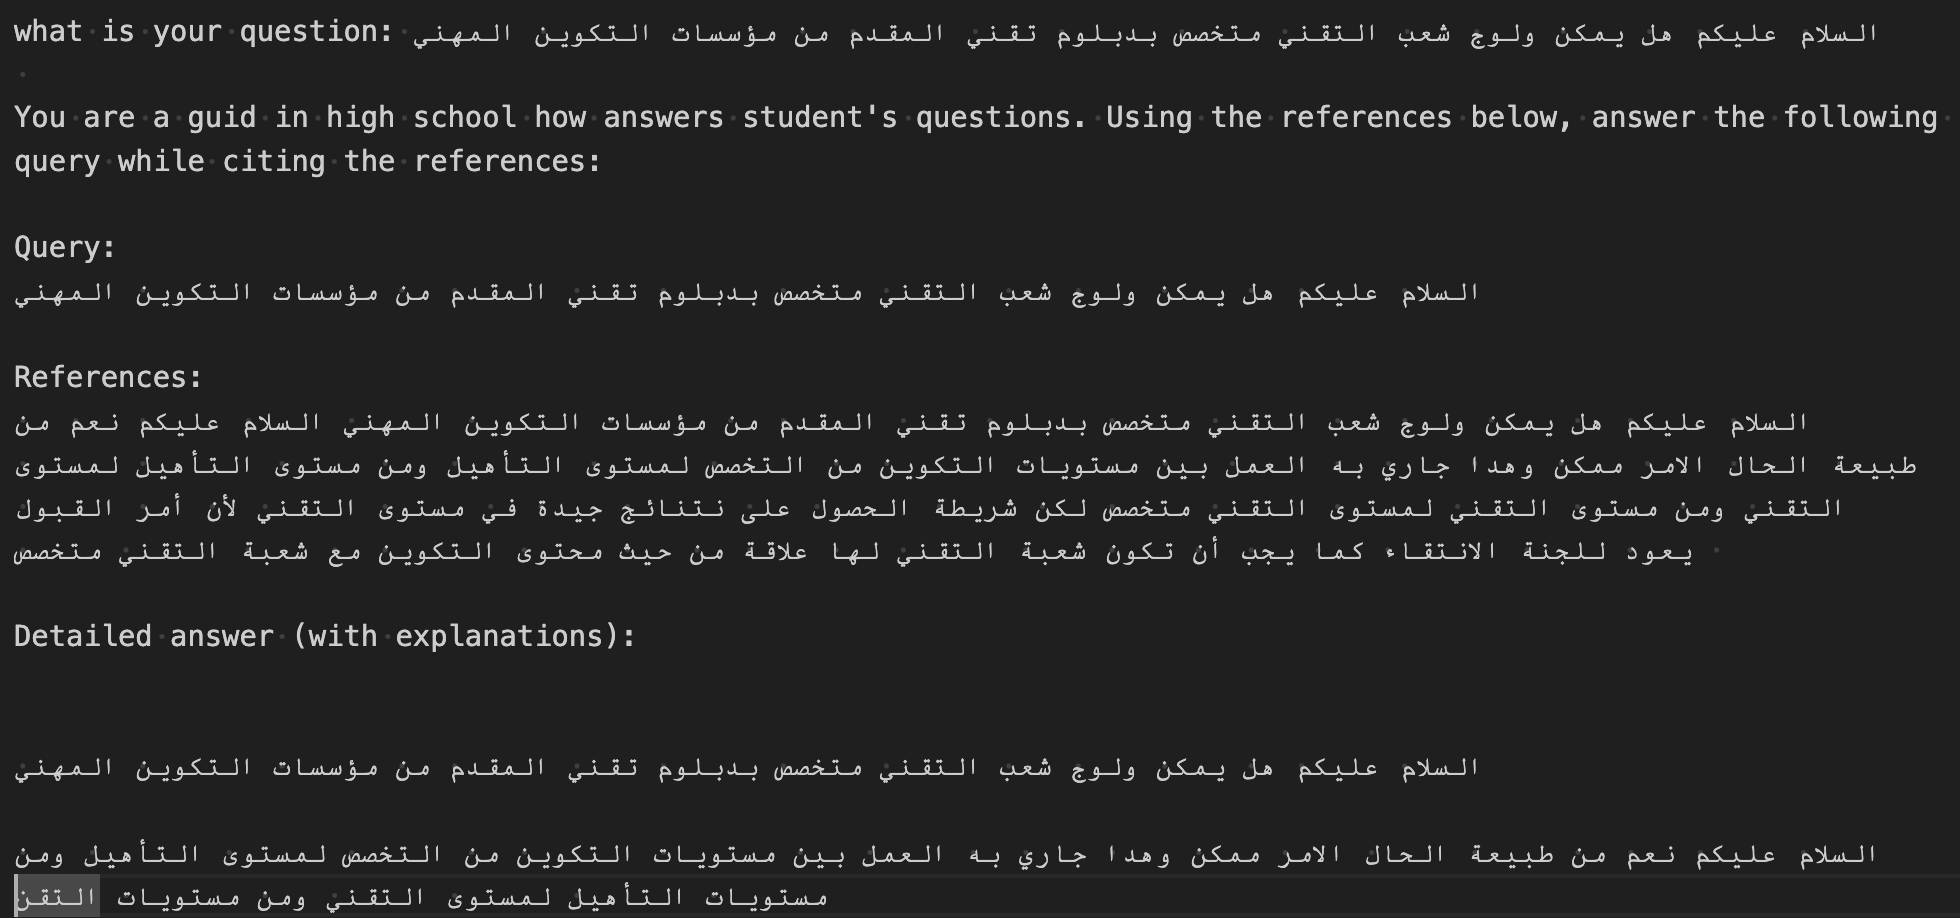 what is your question: السلام عليكم هل يمكن ولوج شعب التقني متخصص بدبلوم تقني المقدم من مؤسسات التكوين المهني
You are a guid in high school how answers student's questions. Using the references below, answer the following
query while citing the references:
Query:
السلام عليكم هل يمكن ولوج شعب التقني متخصص بدبلوم تقني المقدم من مؤسسات التكوين المهني
References:
السلام عليكم هل يمكن ولوج شعب التقني متخصص بدبلوم تقني المقدم من مؤسسات التكوين المهني السلام عليكم نعم من
طبيعة الحال الامر ممكن وهدا جاري به العمل بين مستويات التكوين من التخصص لمستوى التأهيل ومن مستوى التأهيل لمستوى
التقني ومن مستوى التقني لمستوى التقني متخصص لكن شريطة الحصول على نتنائج جيدة في مستوى التقني لأن أمر القبول
يعود للجنة الانتقاء كما يجب أن تكون شعبة التقني لها علاقة من حيث محتوى التكوين مع شعبة التقني متخصص
Detailed answer (with explanations):
السلام عليكم هل يمكن ولوج شعب التقني متخصص بدبلوم تقني المقدم من مؤسسات التكوين المهني
السلام عليكم نعم من طبيعة الحال الامر ممكن وهدا جاري به العمل بين مستويات التكوين من التخصص لمستوى التأهيل ومن
مستويات التأهيل لمستوى التقني ومن مستويات التقن